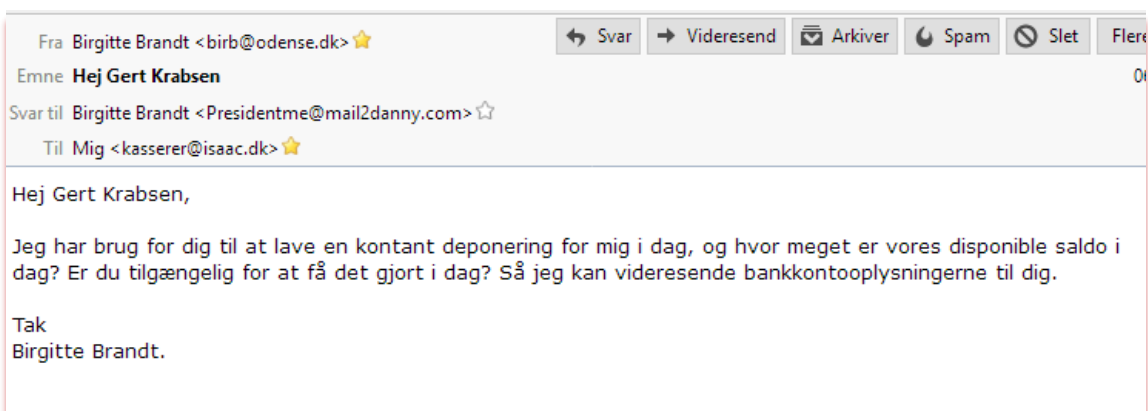 Fra Birgitte Brandt <birb@odense.dk> Svar Videresend Arkiver Spam Slet Flere
Emne Hej Gert Krabsen
Svar til Birgitte Brandt <Presidentme@mail2danny.com>
Til Mig <kasserer@isaac.dk>
Hej Gert Krabsen,
Jeg har brug for dig til at lave en kontant deponering for mig i dag, og hvor meget er vores disponible saldo i
dag? Er du tilgængelig for at få det gjort i dag? Så jeg kan videresende bankkontooplysningerne til dig.
Tak
Birgitte Brandt.